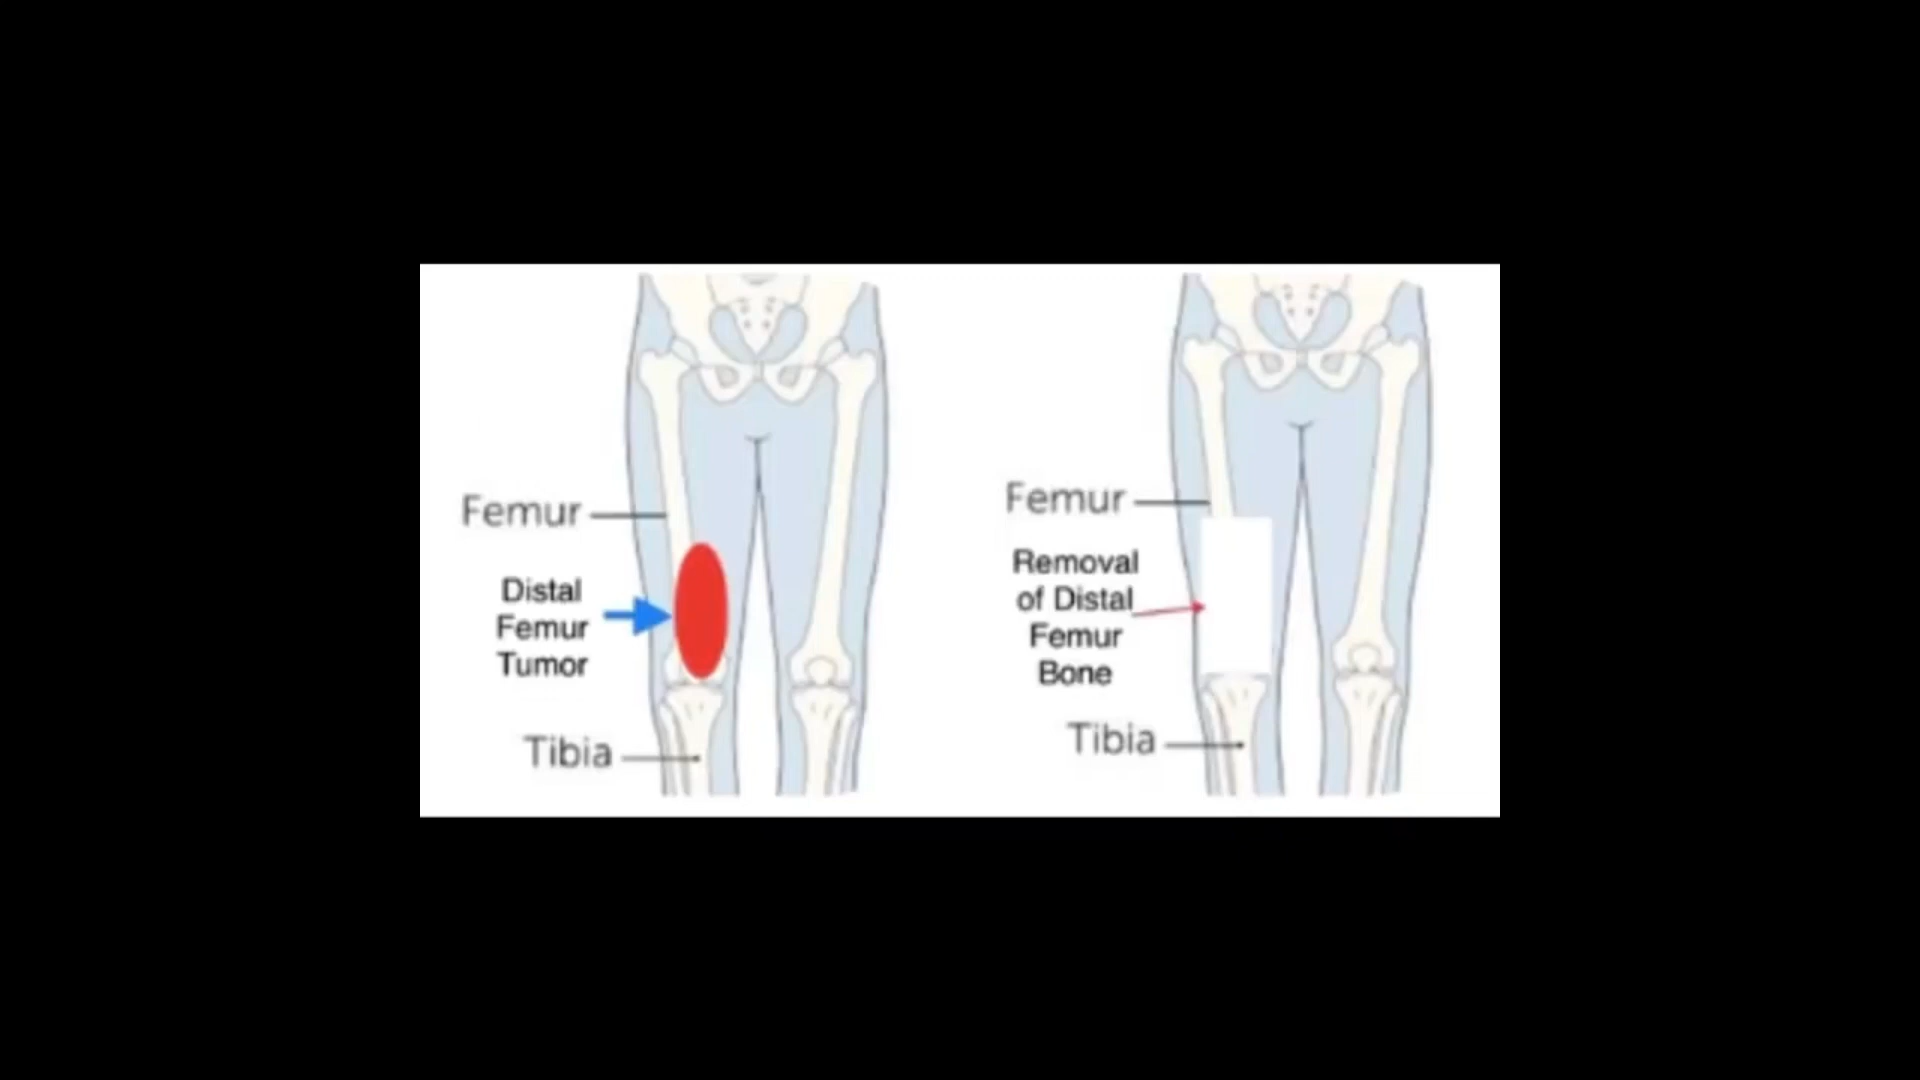 Femur
Distal
Femur
Tumor
Tibia
Femur
Removal
of Distal
Femur
Bone
Tibia